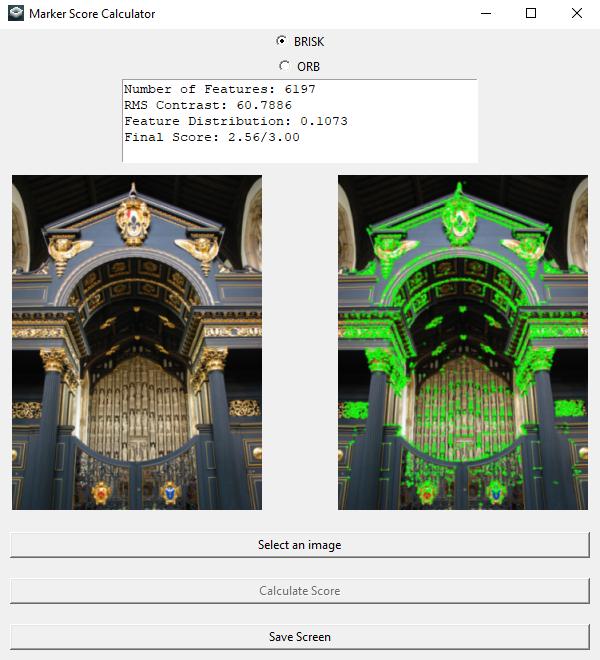 Marker Score Calculator
BRISK
ORB
Number of Features: 6197
RMS Contrast: 60.7886
Feature Distribution: 0.1073
Final Score: 2.56/3.00
Select an image
Calculate Score
Save Screen